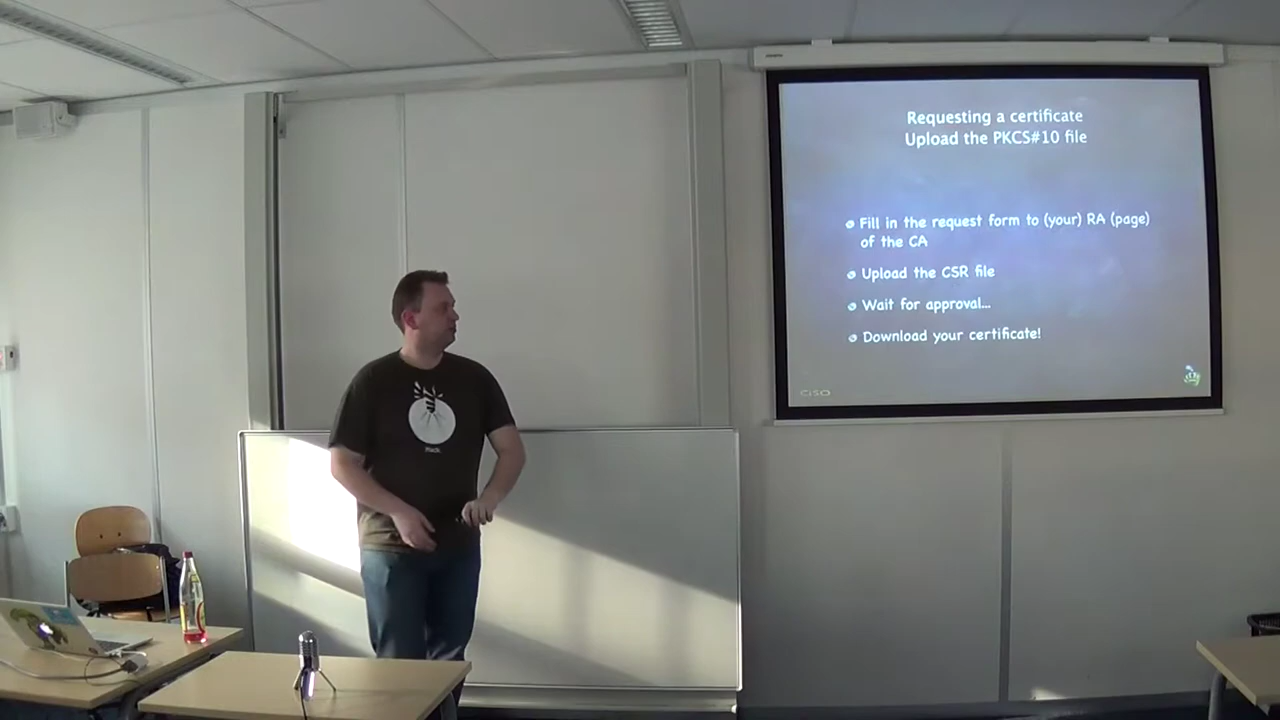 Requesting a certificate
Upload the PKCS#10 file
Fill in the request form to (your) RA (page)
of the CA
Upload the CSR file
Wait for approval...
Download your certificate!
CISO